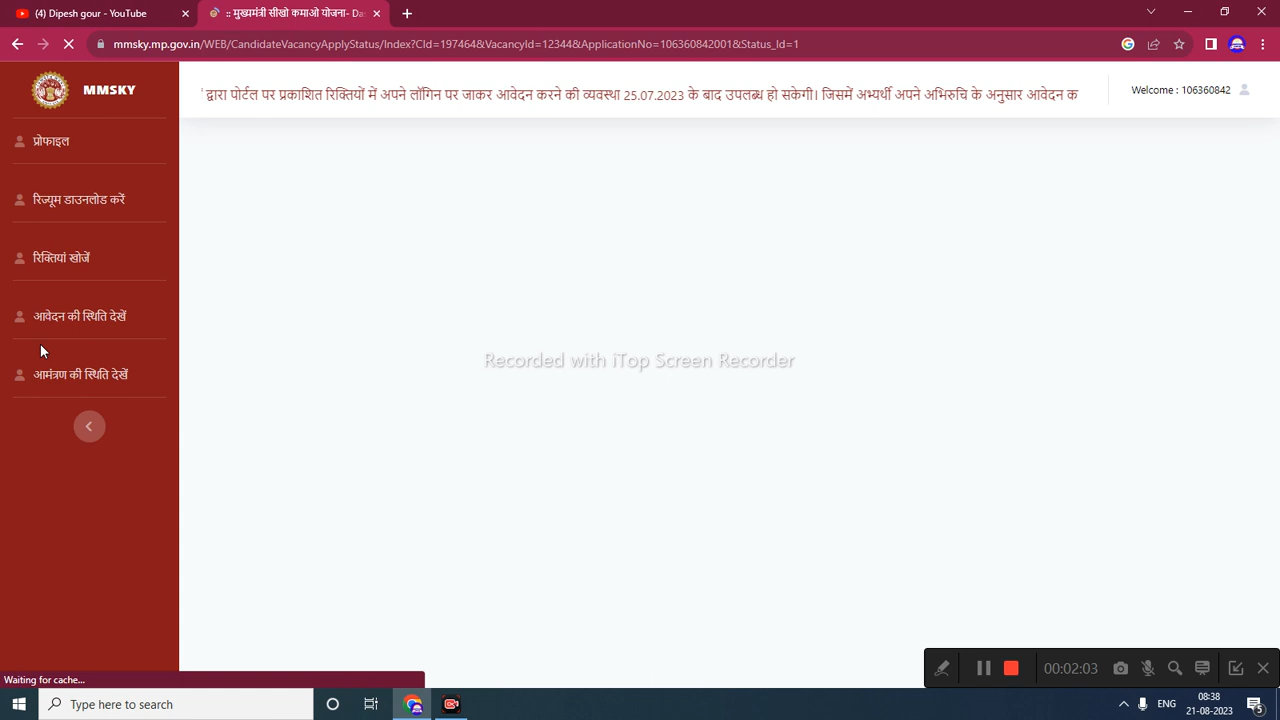 (4) Dipesh gour - YouTube
:: मुख्यमंत्री सीखो कमाओ योजना- Da
mmsky.mp.gov.in/WEB/CandidateVacancyApplyStatus/Index?CId=197464&VacancyId=12344&ApplicationNo=106360842001&Status_Id=1
MMSKY
द्वारा पोर्टल पर प्रकाशित रिक्तियों में अपने लॉगिन पर जाकर आवेदन करने की व्यवस्था 25.07.2023 के बाद उपलब्ध हो सकेगी। जिसमें अभ्यर्थी अपने अभिरुचि के अनुसार आवेदन क
Welcome : 106360842
प्रोफाइल
रिज्यूम डाउनलोड करें
रिक्तियां खोजें
आवेदन की स्थिति देखें
आमंत्रण की स्थिति देखें
Recorded with iTop Screen Recorder
00:02:03
Waiting for cache...
Type here to search
ENG
08:38
21-08-2023
5